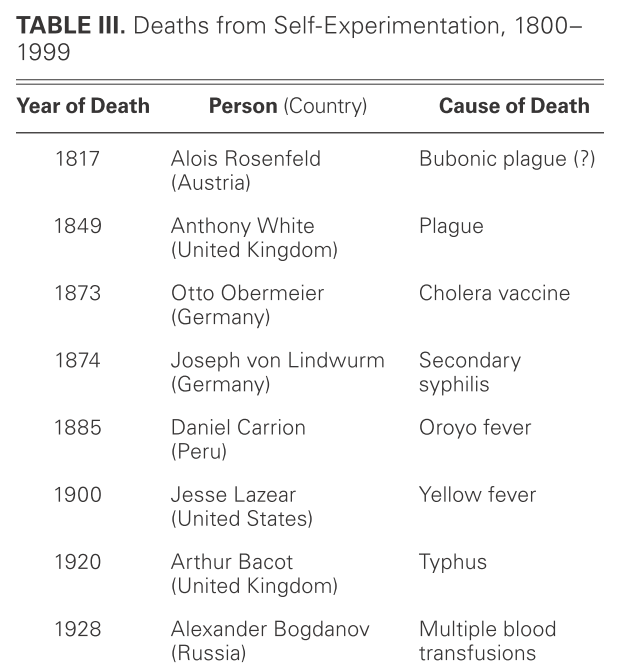 TABLE III. Deaths from Self-Experimentation, 1800–
1999
Year of Death Person (Country) Cause of Death
1817 Alois Rosenfeld Bubonic plague (?)
(Austria)
1849 Anthony White Plague
(United Kingdom)
1873 Otto Obermeier Cholera vaccine
(Germany)
1874 Joseph von Lindwurm Secondary
(Germany) syphilis
1885 Daniel Carrion Oroyo fever
(Peru)
1900 Jesse Lazear Yellow fever
(United States)
1920 Arthur Bacot Typhus
(United Kingdom)
1928 Alexander Bogdanov Multiple blood
(Russia) transfusions